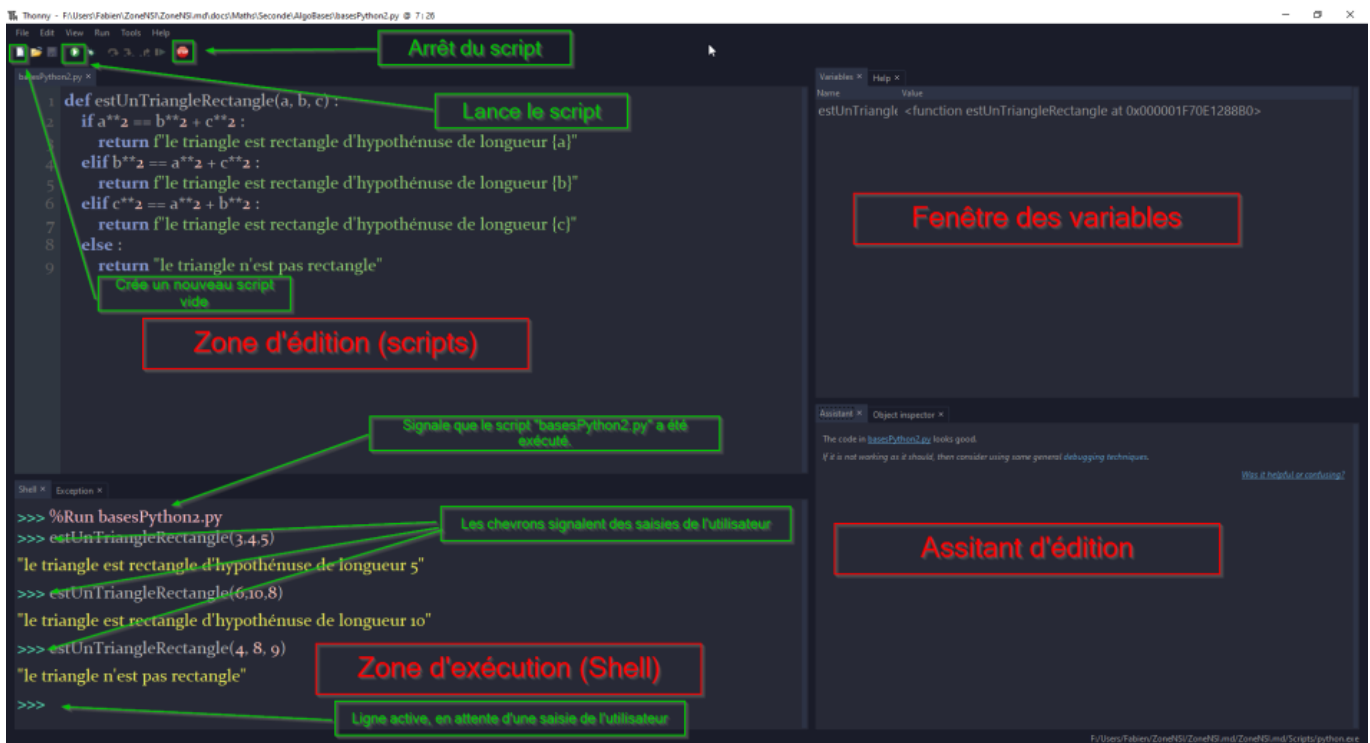 Thonny - F:\Users\Fabien\ZoneNSI\ZoneNSI.md\docs\Maths\Seconde\AlgoBases\basesPython2.py @ 7:26
File Edit View Run Tools Help
Arrêt du script
basesPython2.py ×
Lance le script
1 def estUnTriangleRectangle(a, b, c) :
2 if a**2 == b**2 + c**2 :
return f"le triangle est rectangle d'hypothénuse de longueur {a}"
4 elif b**2 == a**2 + c**2 :
5 return f"le triangle est rectangle d'hypothénuse de longueur {b}"
6 elif c**2 == a**2 + b**2 :
7 return f"le triangle est rectangle d'hypothénuse de longueur {c}"
8 else :
9 return "le triangle n'est pas rectangle"
Crée un nouveau script
vide
Zone d'édition (scripts)
Signale que le script "basesPython2.py" a été
exécuté.
Shell × Exception ×
>>> %Run basesPython2.py
>>> estUnTriangleRectangle(3,4,5)
Les chevrons signalent des saisies de l'utilisateur
"le triangle est rectangle d'hypothénuse de longueur 5"
>>> estUnTriangleRectangle(6,10,8)
"le triangle est rectangle d'hypothénuse de longueur 10"
>>> estUnTriangleRectangle(4, 8, 9)
"le triangle n'est pas rectangle"
Zone d'exécution (Shell)
>>>
Ligne active, en attente d'une saisie de l'utilisateur
Variables × Help ×
Name Value
estUnTriangle <function estUnTriangleRectangle at 0x000001F70E1288B0>
Fenêtre des variables
Assistant × Object inspector ×
The code in basesPython2.py looks good.
If it is not working as it should, then consider using some general debugging techniques.
Was it helpful or confusing?
Assitant d'édition
F:/Users/Fabien/ZoneNSI/ZoneNSI.md/ZoneNSI.md/Scripts/python.exe